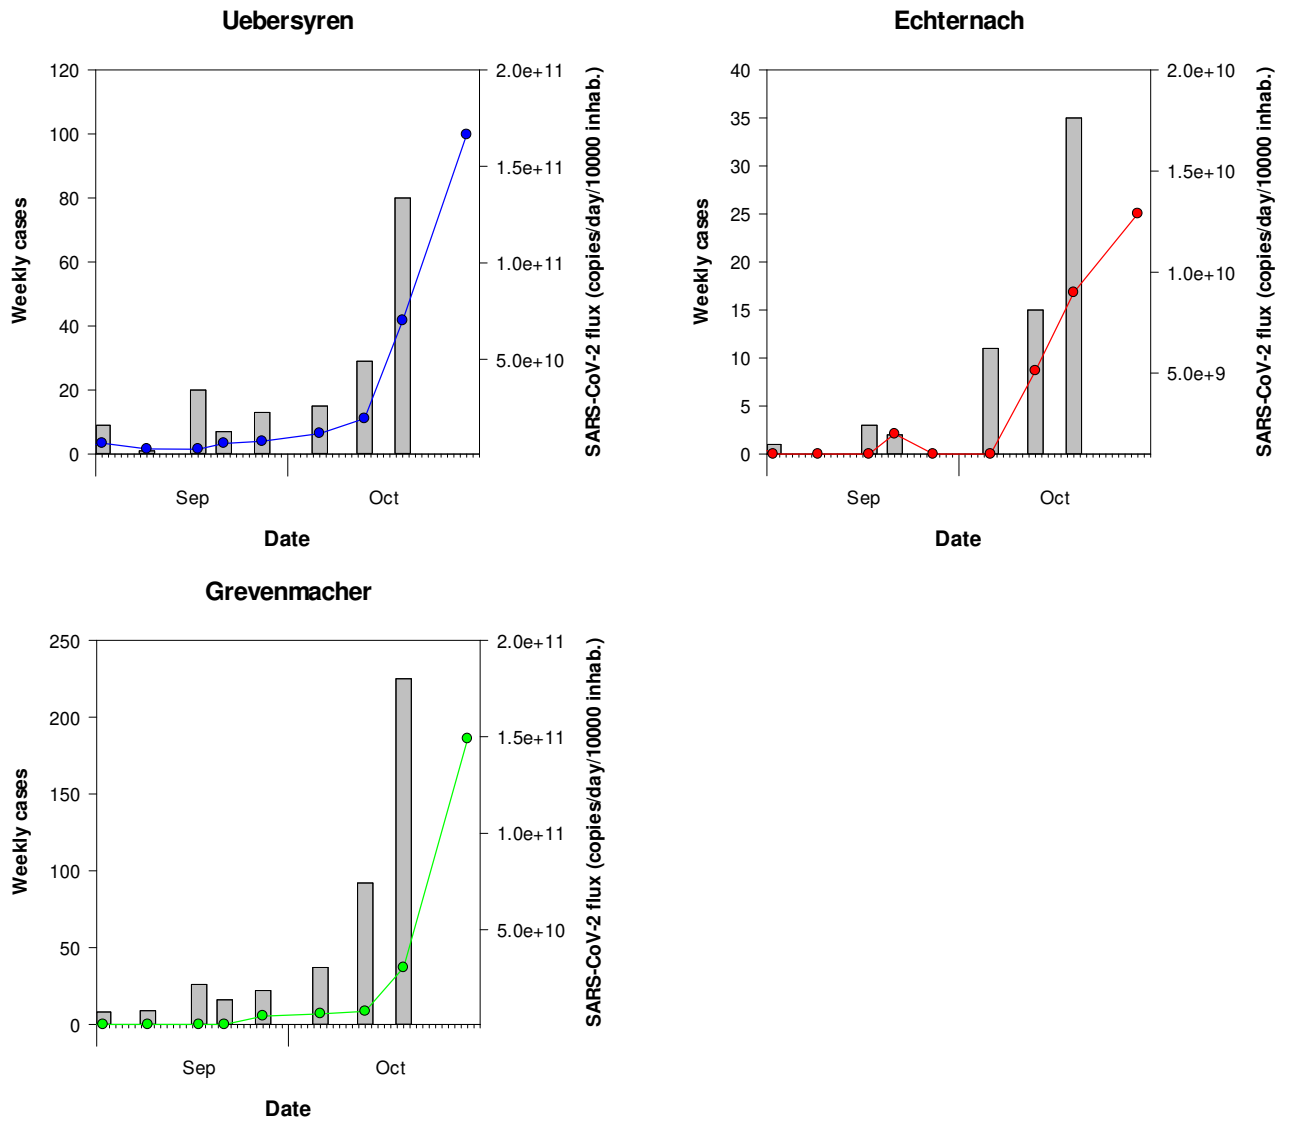 Uebersyren
120
100
80
60
40
20
0
Weekly cases
2.0e+11
1.5e+11
1.0e+11
5.0e+10
SARS-CoV-2 flux (copies/day/10000 inhab.)
Sep
Oct
Date
Echternach
40
35
30
25
20
15
10
5
0
Weekly cases
2.0e+10
1.5e+10
1.0e+10
5.0e+9
SARS-CoV-2 flux (copies/day/10000 inhab.)
Sep
Oct
Date
Grevenmacher
250
200
150
100
50
0
Weekly cases
2.0e+11
1.5e+11
1.0e+11
5.0e+10
SARS-CoV-2 flux (copies/day/10000 inhab.)
Sep
Oct
Date